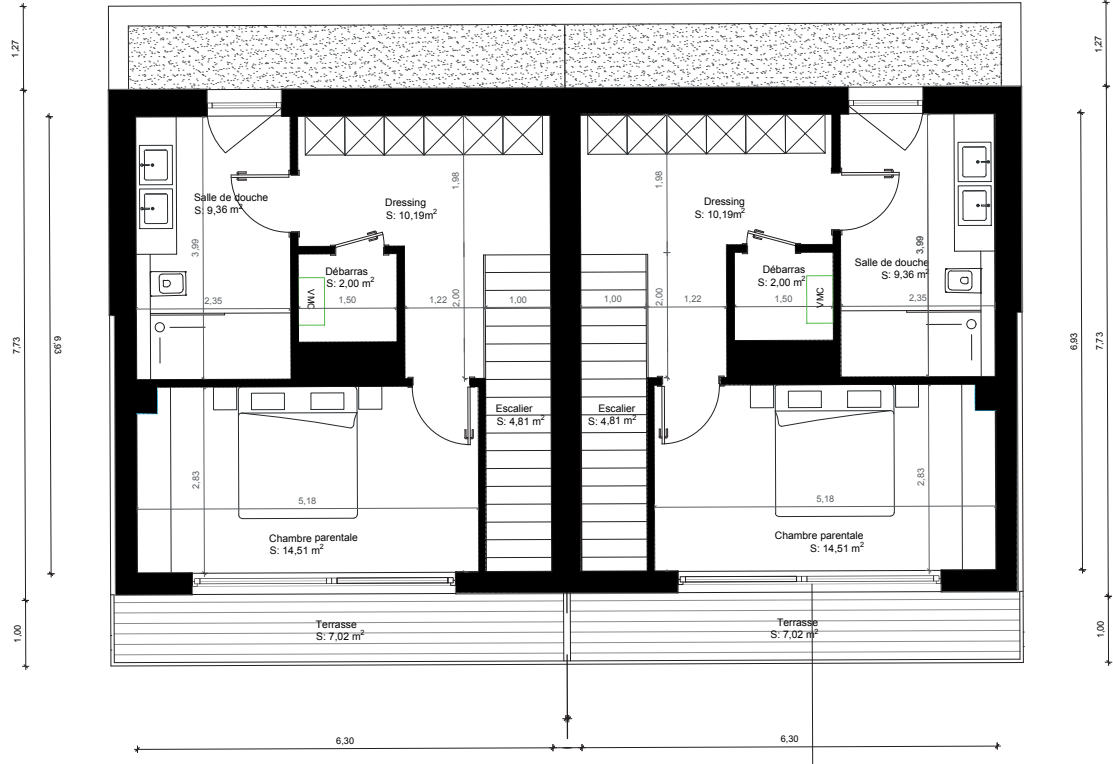 1,27
1,27
Salle de douche
S: 9,36 m²
Dressing
S: 10,19m²
1,98
1,98
Dressing
S: 10,19m²
3,99
3,99
Salle de douche
S: 9,36 m²
Débarras
S: 2,00 m²
Débarras
S: 2,00 m²
VMC
VMC
2,35
1,50
1,22
2,00
1,00
1,00
2,00
1,22
1,50
2,35
7,73
6,93
6,93
7,73
Escalier
S: 4,81 m²
Escalier
S: 4,81 m²
2,83
5,18
5,18
2,83
Chambre parentale
S: 14,51 m²
Chambre parentale
S: 14,51 m²
1,00
Terrasse
S: 7,02 m²
Terrasse
S: 7,02 m²
1,00
6,30
6,30